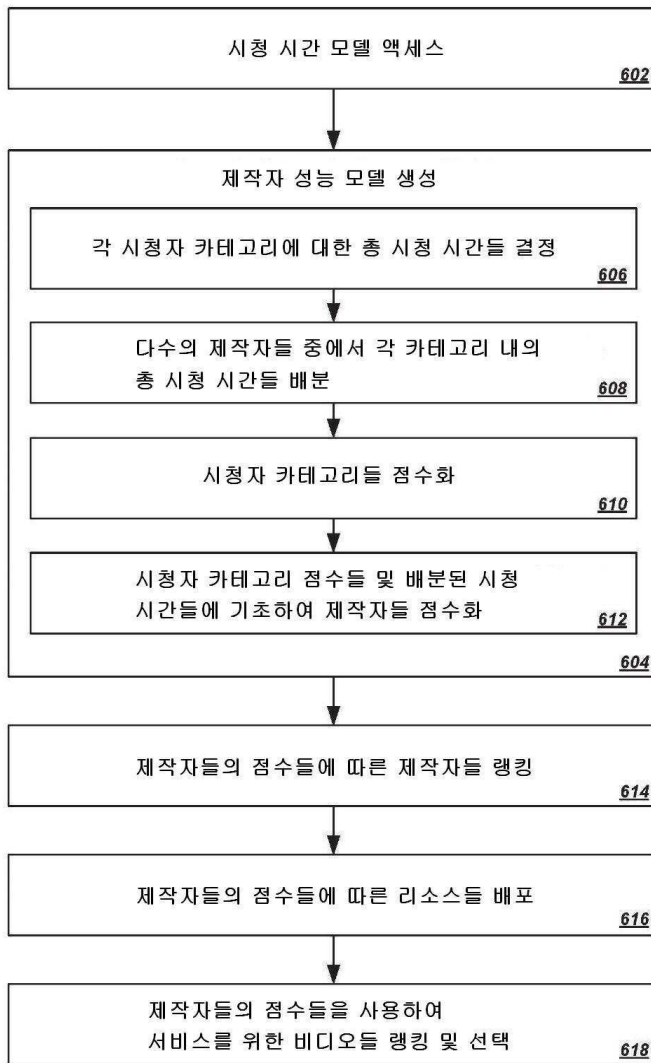 시청 시간 모델 액세스
602
제작자 성능 모델 생성
각 시청자 카테고리에 대한 총 시청 시간들 결정
606
다수의 제작자들 중에서 각 카테고리 내의
총 시청 시간들 배분
608
시청자 카테고리들 점수화
610
시청자 카테고리 점수들 및 배분된 시청
시간들에 기초하여 제작자들 점수화
612
604
제작자들의 점수들에 따른 제작자들 랭킹
614
제작자들의 점수들에 따른 리소스들 배포
616
제작자들의 점수들을 사용하여
서비스를 위한 비디오들 랭킹 및 선택
618